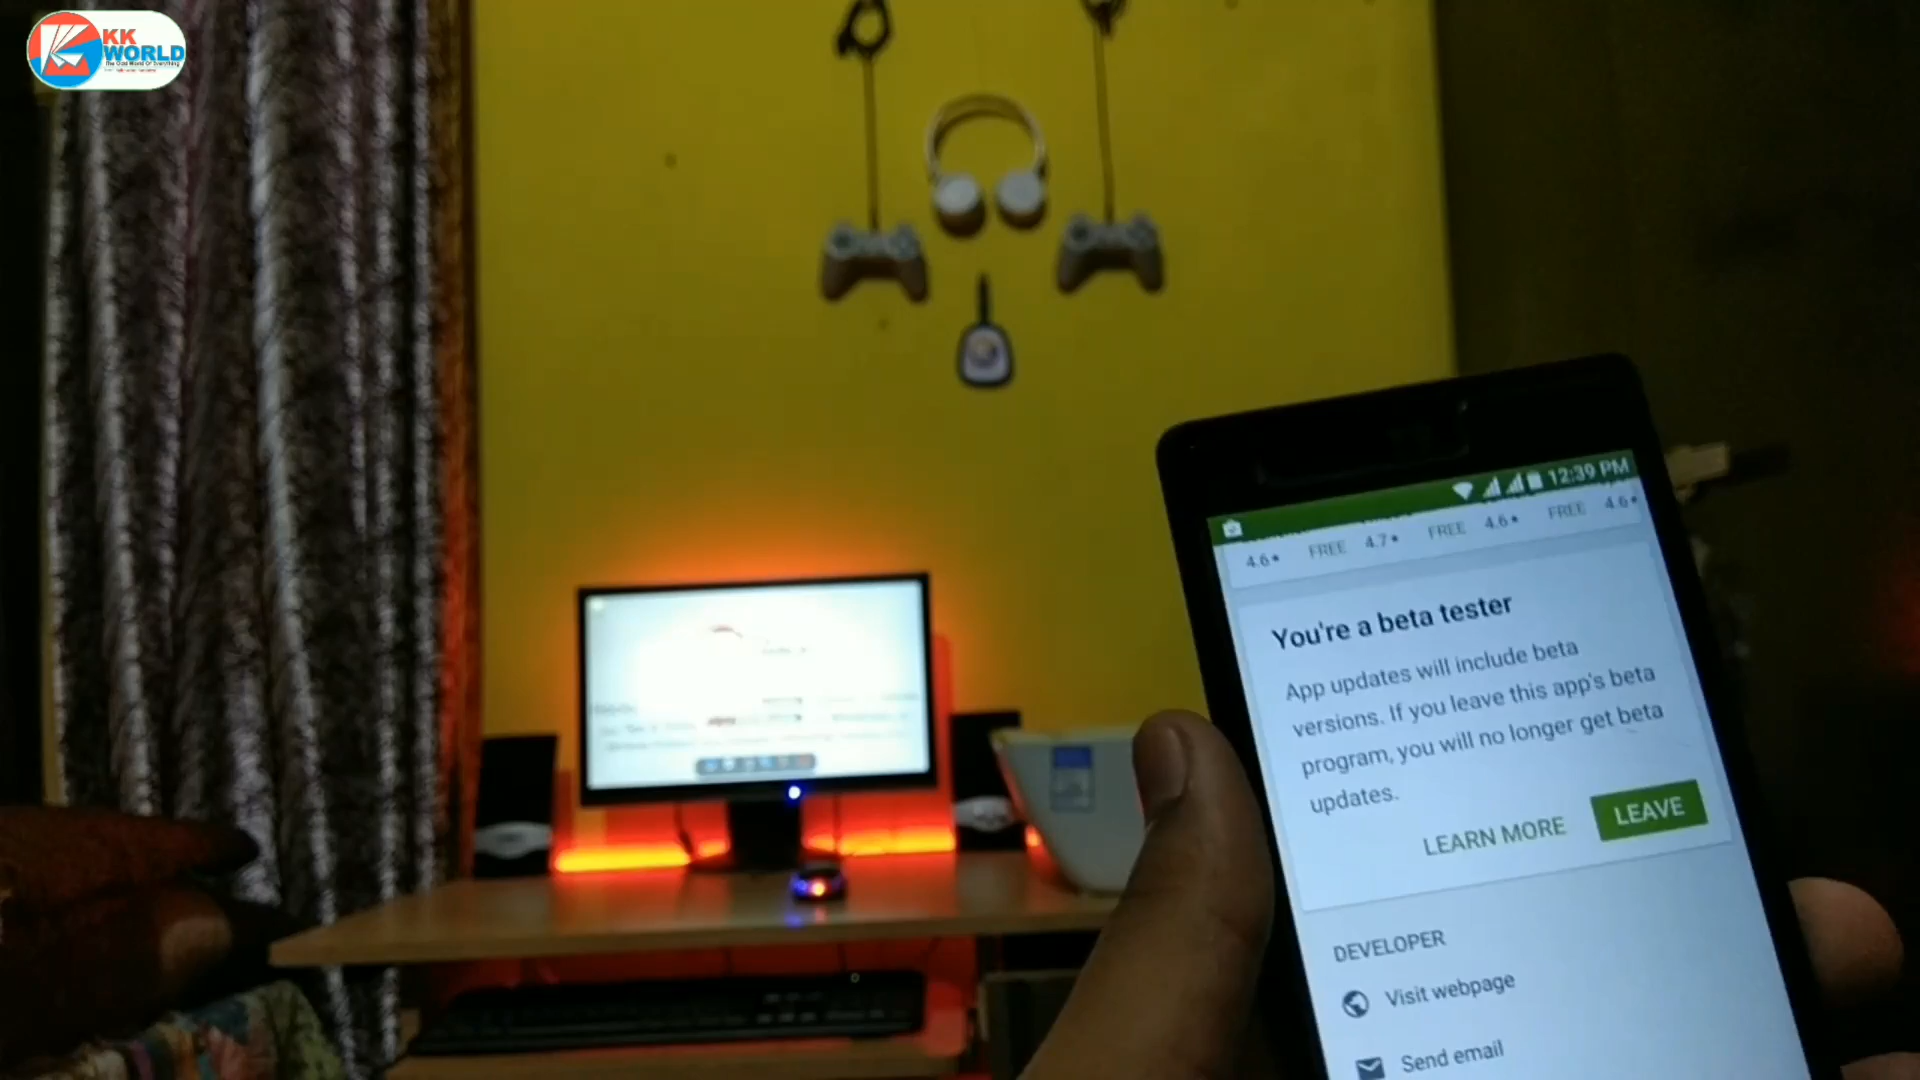 KK
WORLD
12:39 PM
4.6 FREE 4.7 FREE 4.6 FREE 4.6
You're a beta tester
App updates will include beta
versions. If you leave this app's beta
program, you will no longer get beta
updates.
LEARN MORE LEAVE
DEVELOPER
Visit webpage
Send email